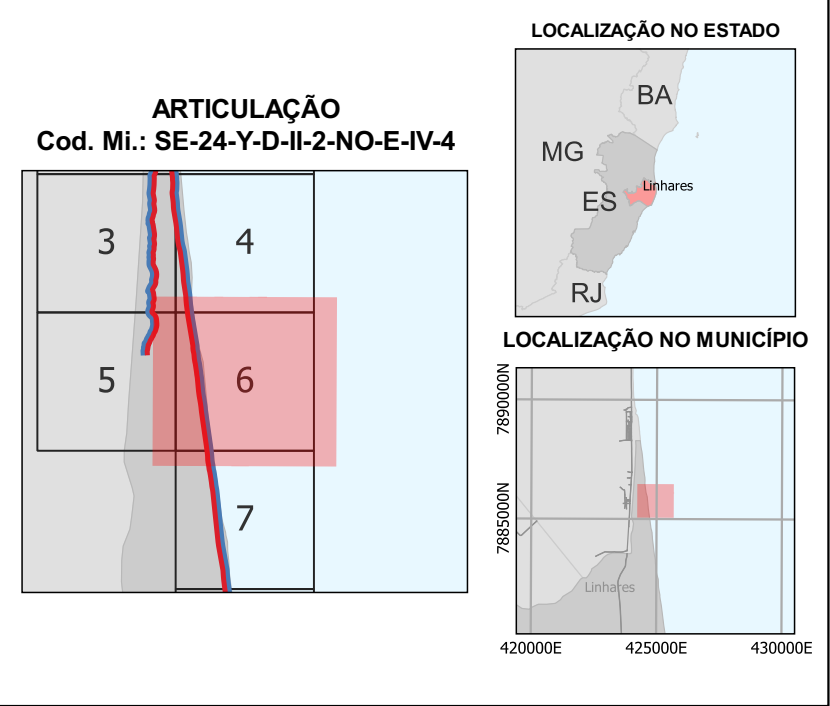 ARTICULAÇÃO
Cod. Mi.: SE-24-Y-D-II-2-NO-E-IV-4
3
4
5
6
7
LOCALIZAÇÃO NO ESTADO
BA
MG
Linhares
ES
RJ
LOCALIZAÇÃO NO MUNICÍPIO
7890000N
7885000N
Linhares
420000E
425000E
430000E